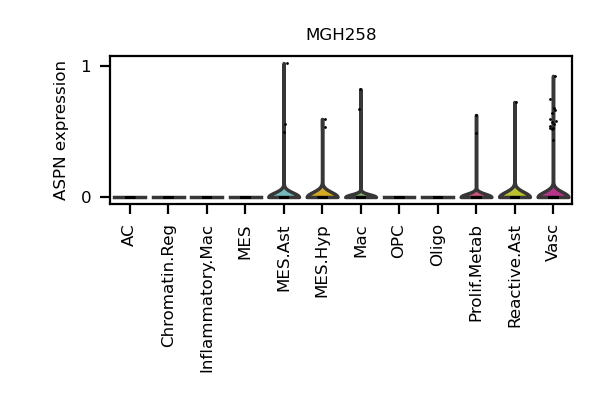 MGH258
ASPN expression
1
0
AC
Chromatin.Reg
Inflammatory.Mac
MES
MES.Ast
MES.Hyp
Mac
OPC
Oligo
Prolif.Metab
Reactive.Ast
Vasc